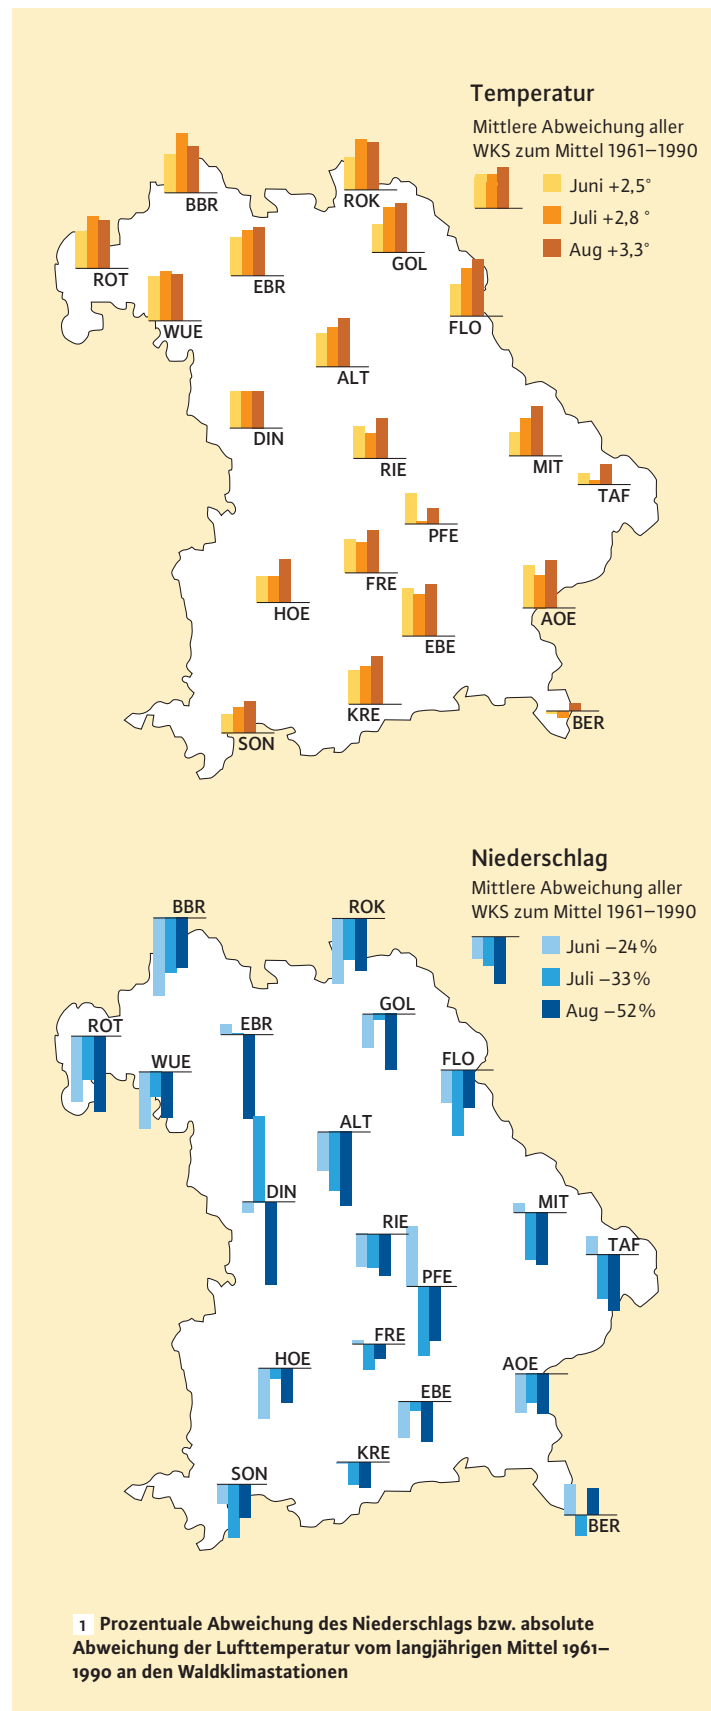 Temperatur
Mittlere Abweichung aller
WKS zum Mittel 1961–1990
Juni +2,5°
Juli +2,8 °
Aug +3,3°
BBR
ROK
GOL
ROT
EBR
WUE
FLO
ALT
DIN
RIE
MIT
TAF
PFE
FRE
HOE
AOE
EBE
KRE
BER
SON
Niederschlag
Mittlere Abweichung aller
WKS zum Mittel 1961–1990
Juni –24%
Juli –33%
Aug –52%
BBR
ROK
GOL
ROT
EBR
WUE
FLO
ALT
DIN
MIT
RIE
TAF
PFE
FRE
HOE
AOE
EBE
KRE
SON
BER
1 Prozentuale Abweichung des Niederschlags bzw. absolute
Abweichung der Lufttemperatur vom langjährigen Mittel 1961–
1990 an den Waldklimastationen